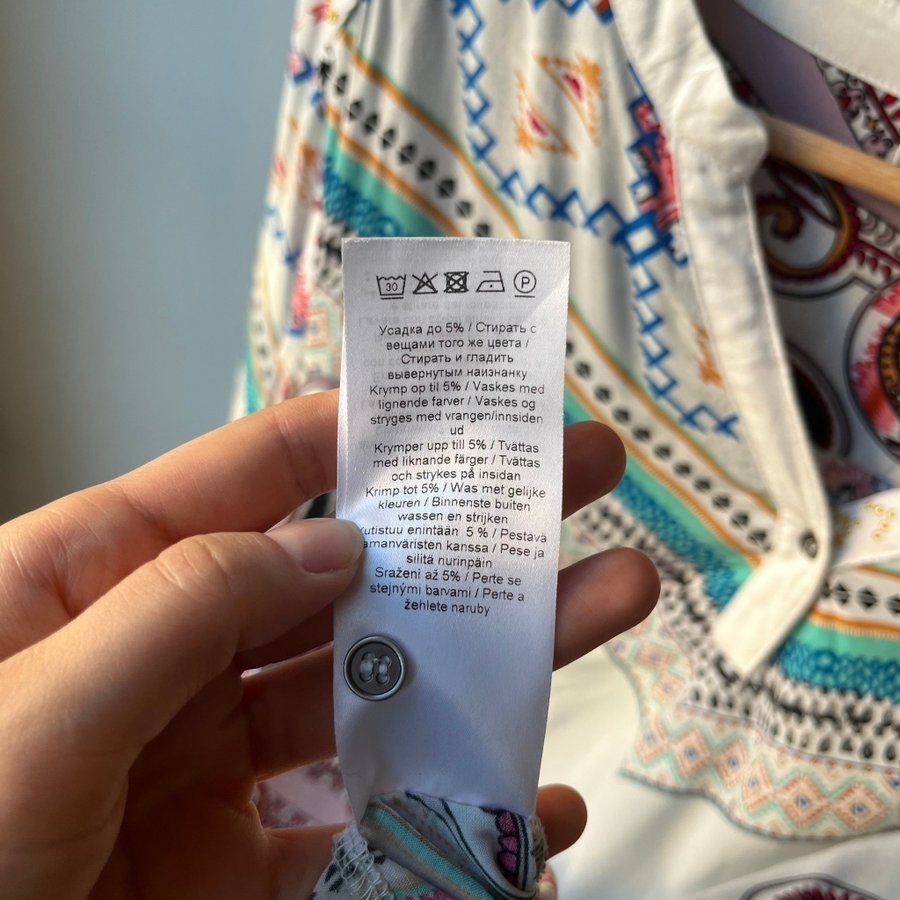 30 P
Усадка до 5% / Стирать с
вещами того же цвета /
Стирать и гладить
вывернутым наизнанку
Krymp op til 5% / Vaskes med
lignende farver / Vaskes og
stryges med vrangen/innsiden
ud
Krymper upp till 5% / Tvättas
med liknande färger / Tvättas
och strykes på insidan
Krimp tot 5% / Was met gelijke
kleuren / Binnenste buiten
wassen en strijken
enintään 5 % / Pestävä
kanssa / Pese ja
silitä nurinpäin
Sražení až 5% / Perte se
stejnými barvami / Perte a
žehlete naruby